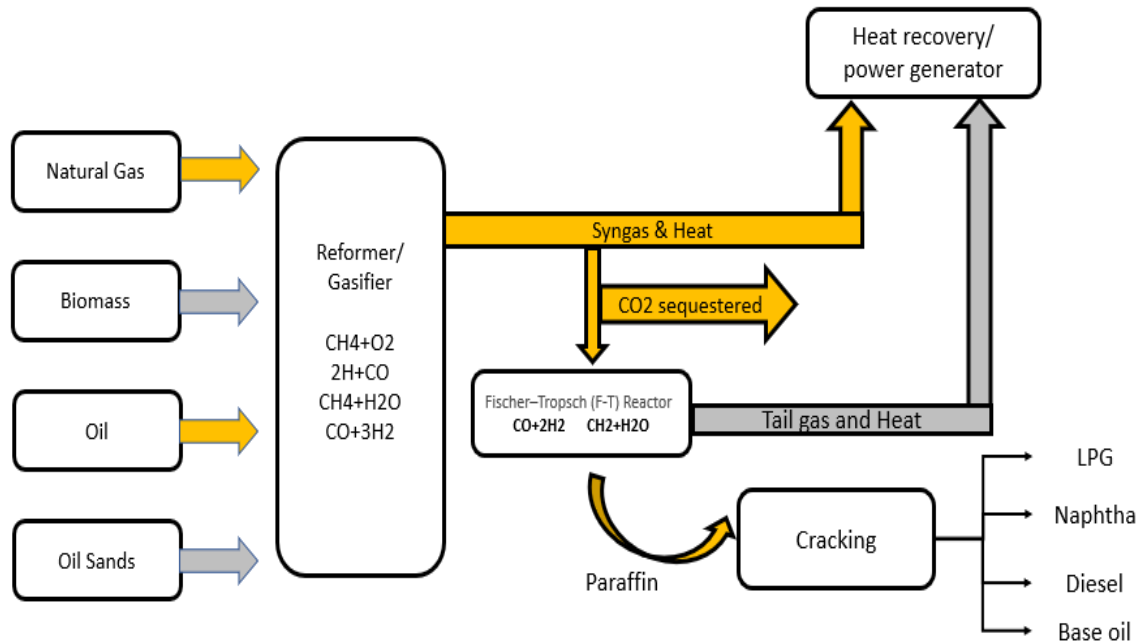 Heat recovery/
power generator
Natural Gas
Biomass
Oil
Oil Sands
Reformer/
Gasifier
CH4+O2
2H+CO
CH4+H2O
CO+3H2
Syngas & Heat
CO2 sequestered
Fischer–Tropsch (F-T) Reactor
CO+2H2 CH2+H2O
Tail gas and Heat
Paraffin
Cracking
LPG
Naphtha
Diesel
Base oil